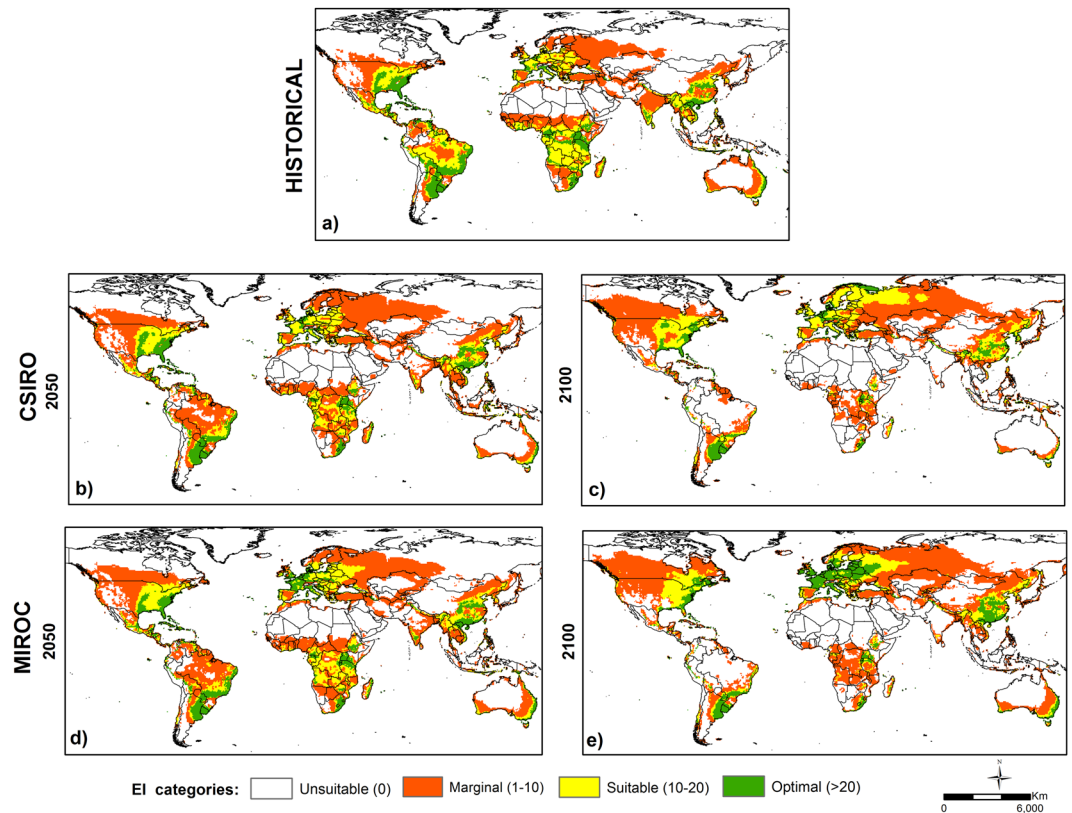 HISTORICAL
a)
CSIRO
2050
b)
2100
c)
MIROC
2050
d)
2100
e)
EI categories:
Unsuitable (0)
Marginal (1-10)
Suitable (10-20)
Optimal (>20)
N
Km
0
6,000